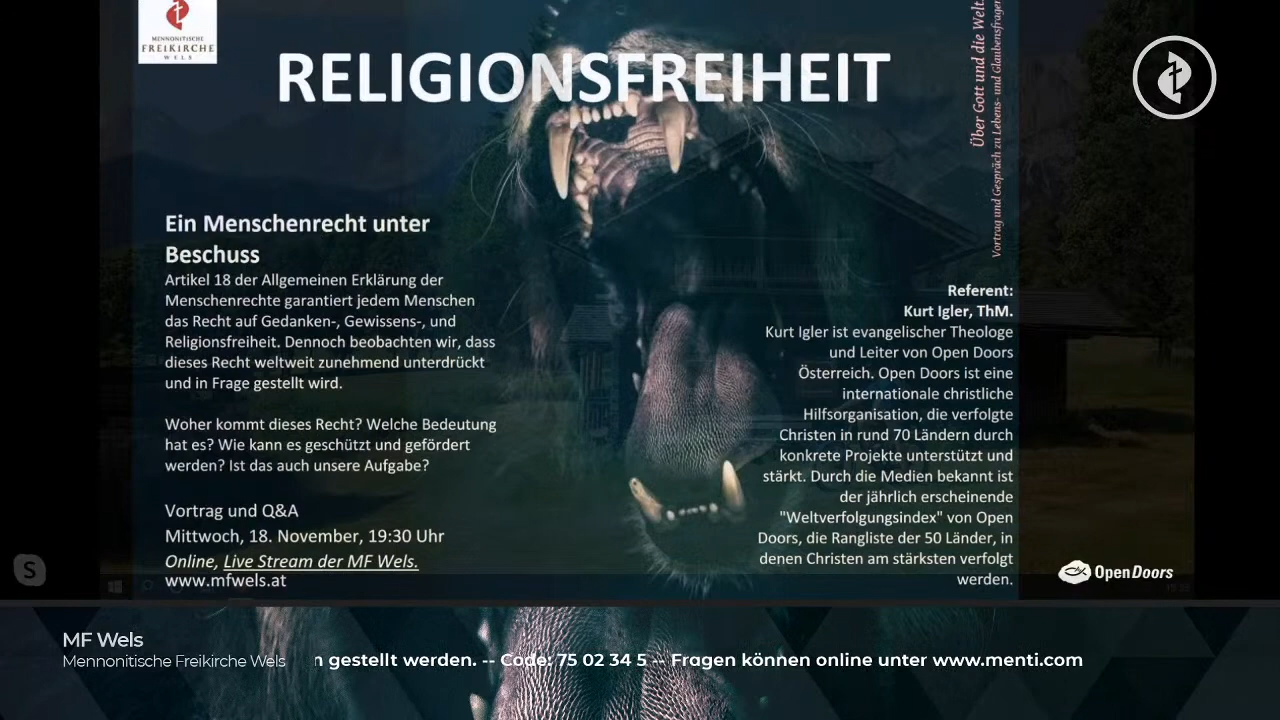 MENNONITISCHE
FREIKIRCHE
WELS
RELIGIONSFREIHEIT
Über Gott und die Welt
Vortrag und Gespräch zu Lebens- und Glaubensfragen
Ein Menschenrecht unter
Beschuss
Artikel 18 der Allgemeinen Erklärung der
Menschenrechte garantiert jedem Menschen
das Recht auf Gedanken-, Gewissens-, und
Religionsfreiheit. Dennoch beobachten wir, dass
dieses Recht weltweit zunehmend unterdrückt
und in Frage gestellt wird.
Woher kommt dieses Recht? Welche Bedeutung
hat es? Wie kann es geschützt und gefördert
werden? Ist das auch unsere Aufgabe?
Vortrag und Q&A
Mittwoch, 18. November, 19:30 Uhr
Online, Live Stream der MF Wels.
www.mfwels.at
Referent:
Kurt Igler, ThM.
Kurt Igler ist evangelischer Theologe
und Leiter von Open Doors
Österreich. Open Doors ist eine
internationale christliche
Hilfsorganisation, die verfolgte
Christen in rund 70 Ländern durch
konkrete Projekte unterstützt und
stärkt. Durch die Medien bekannt ist
der jährlich erscheinende
"Weltverfolgungsindex" von Open
Doors, die Rangliste der 50 Länder, in
denen Christen am stärksten verfolgt
werden.
OpenDoors
S
MF Wels
Mennonitische Freikirche Wels
n gestellt werden. -- Code: 75 02 34 5 -- Fragen können online unter www.menti.com